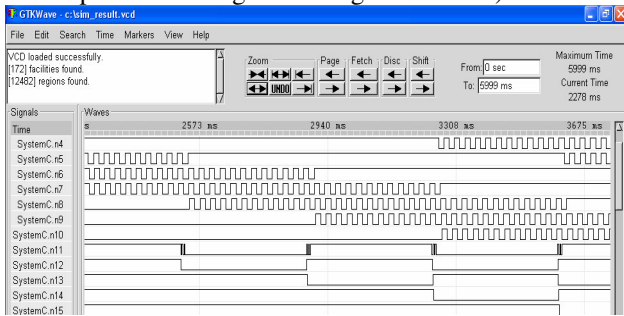 GTKWave - c:\sim_result.vcd
File Edit Search Time Markers View Help
VCD loaded successfully.
[172] facilities found.
[12482] regions found.
Zoom
UNDO
Page Fetch Disc Shift
From: 0 sec
To: 5999 ms
Maximum Time
5999 ms
Current Time
2278 ms
Signals Waves
Time
s 2573 ms 2940 ms 3308 ms 3675 ms
SystemC.n4
SystemC.n5
SystemC.n6
SystemC.n7
SystemC.n8
SystemC.n9
SystemC.n10
SystemC.n11
SystemC.n12
SystemC.n13
SystemC.n14
SystemC.n15